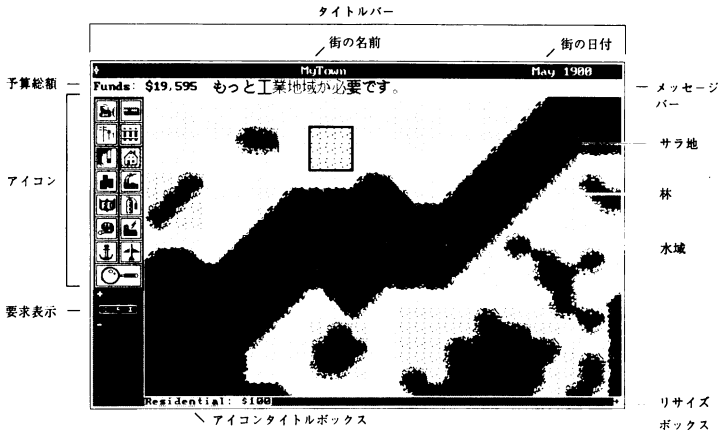 タイトルバー
街の名前
街の日付
MyTown
May 1900
予算総額
Funds: $19,595 もっと工業地域が必要です。
メッセージ
バー
サラ地
アイコン
林
水域
要求表示
Residential: $100
アイコンタイトルボックス
リサイズ
ボックス